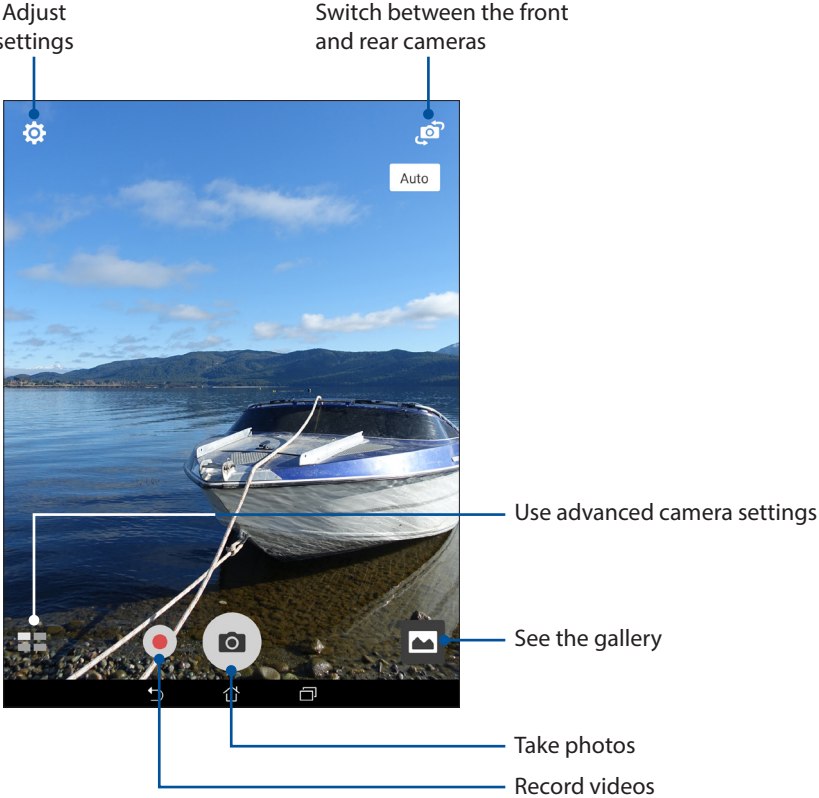 Adjust
settings
Switch between the front
and rear cameras
Auto
Use advanced camera settings
See the gallery
Take photos
Record videos